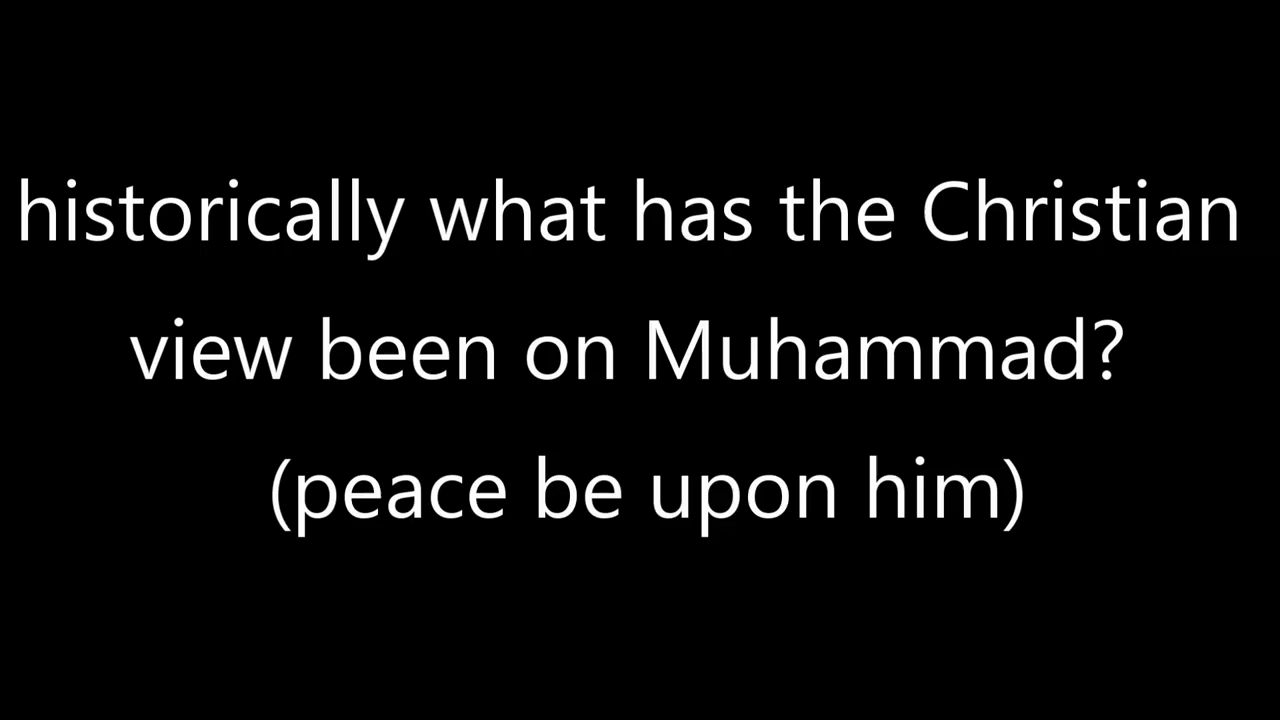 historically what has the Christian
view been on Muhammad?
(peace be upon him)